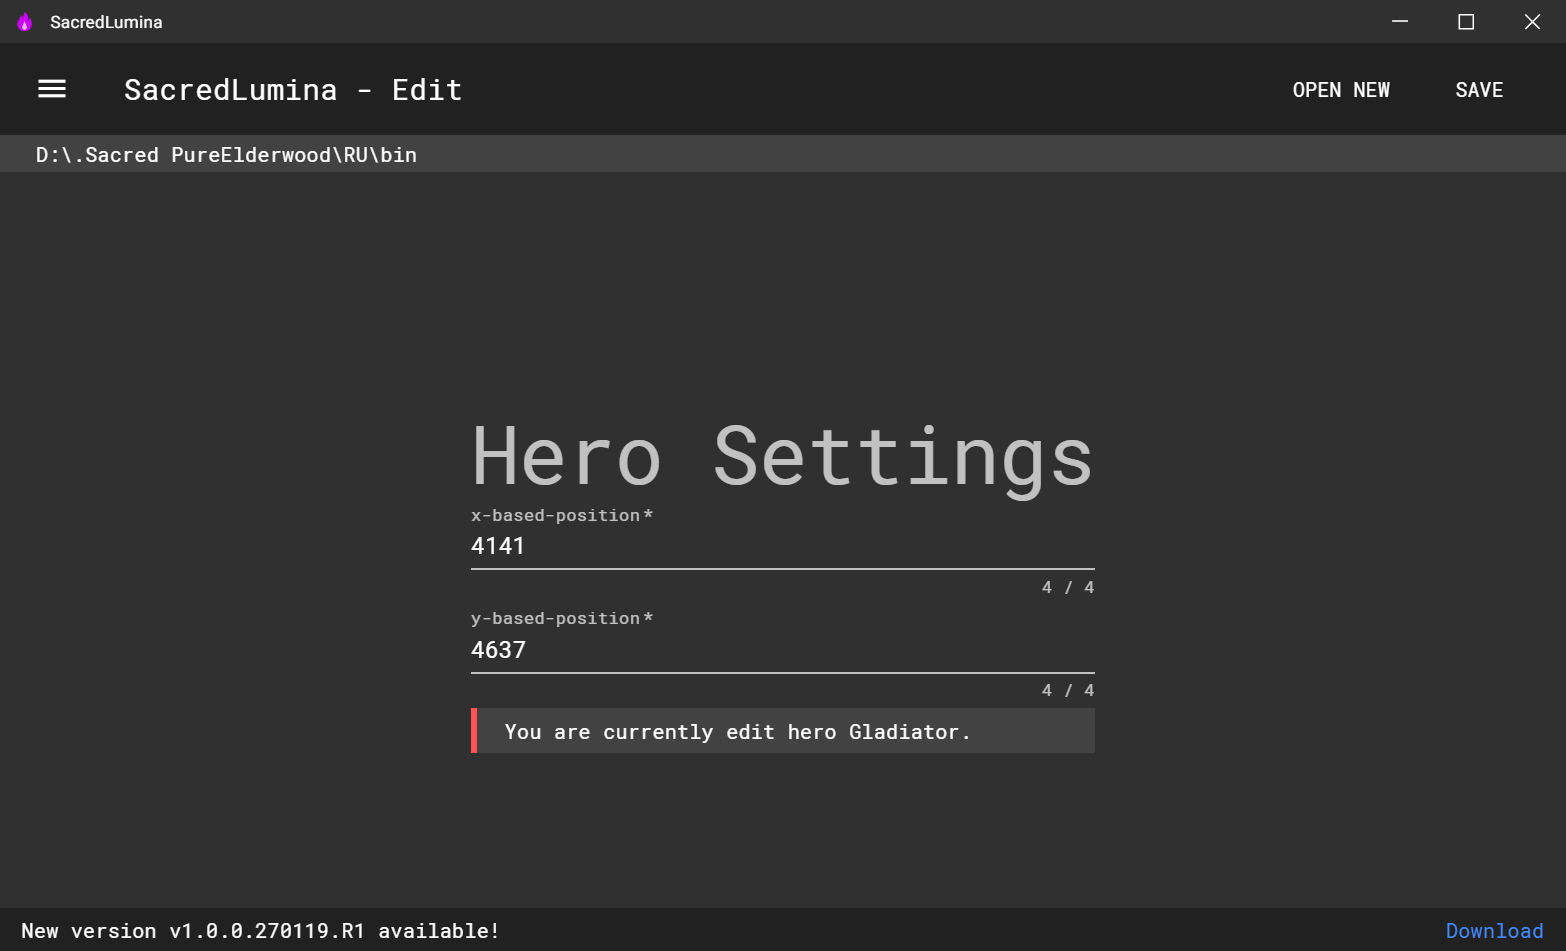 SacredLumina
SacredLumina - Edit
OPEN NEW
SAVE
D:\.Sacred PureElderwood\RU\bin
Hero Settings
x-based-position*
4141
4 / 4
y-based-position*
4637
4 / 4
You are currently edit hero Gladiator.
New version v1.0.0.270119.R1 available!
Download